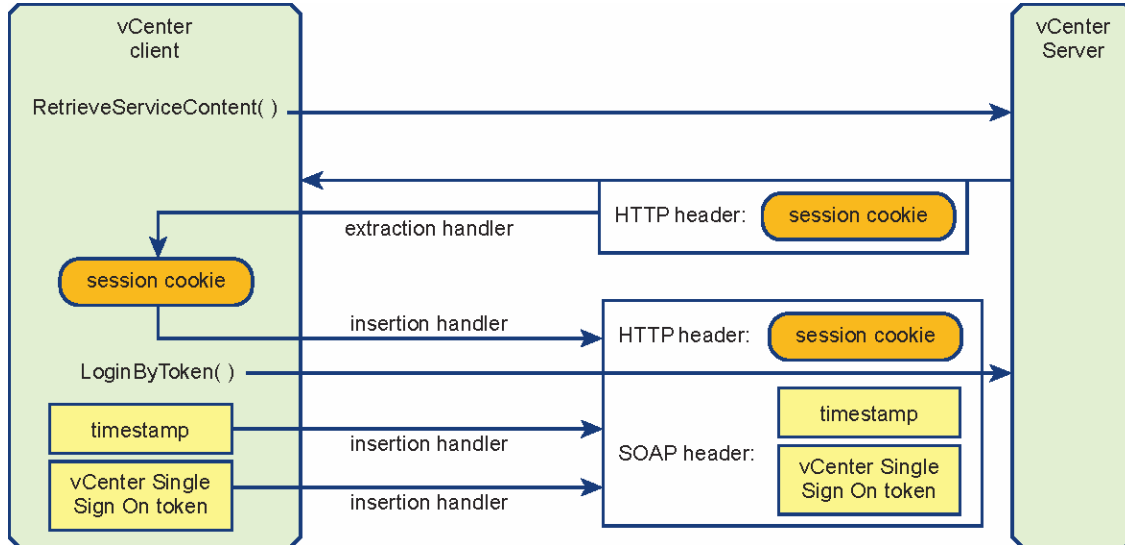 vCenter
client
vCenter
Server
RetrieveServiceContent( )
HTTP header:
session cookie
extraction handler
session cookie
insertion handler
HTTP header:
session cookie
LoginByToken( )
timestamp
insertion handler
SOAP header:
timestamp
vCenter Single
Sign On token
insertion handler
vCenter Single
Sign On token